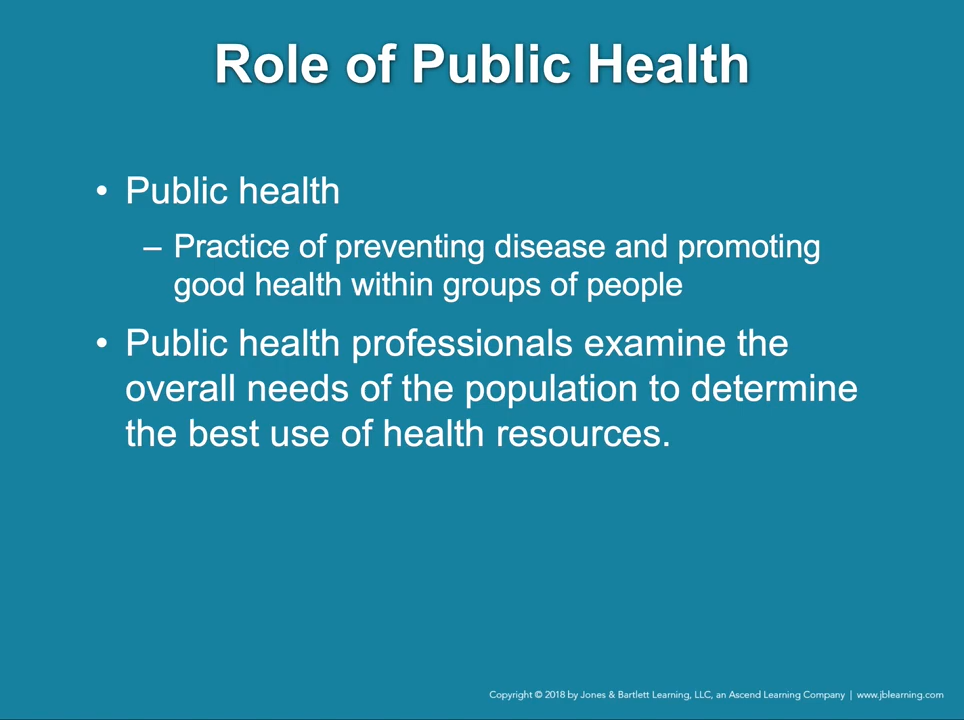 Role of Public Health
• Public health
– Practice of preventing disease and promoting
good health within groups of people
• Public health professionals examine the
overall needs of the population to determine
the best use of health resources.
Copyright © 2018 by Jones & Bartlett Learning, LLC, an Ascend Learning Company | www.jblearning.com